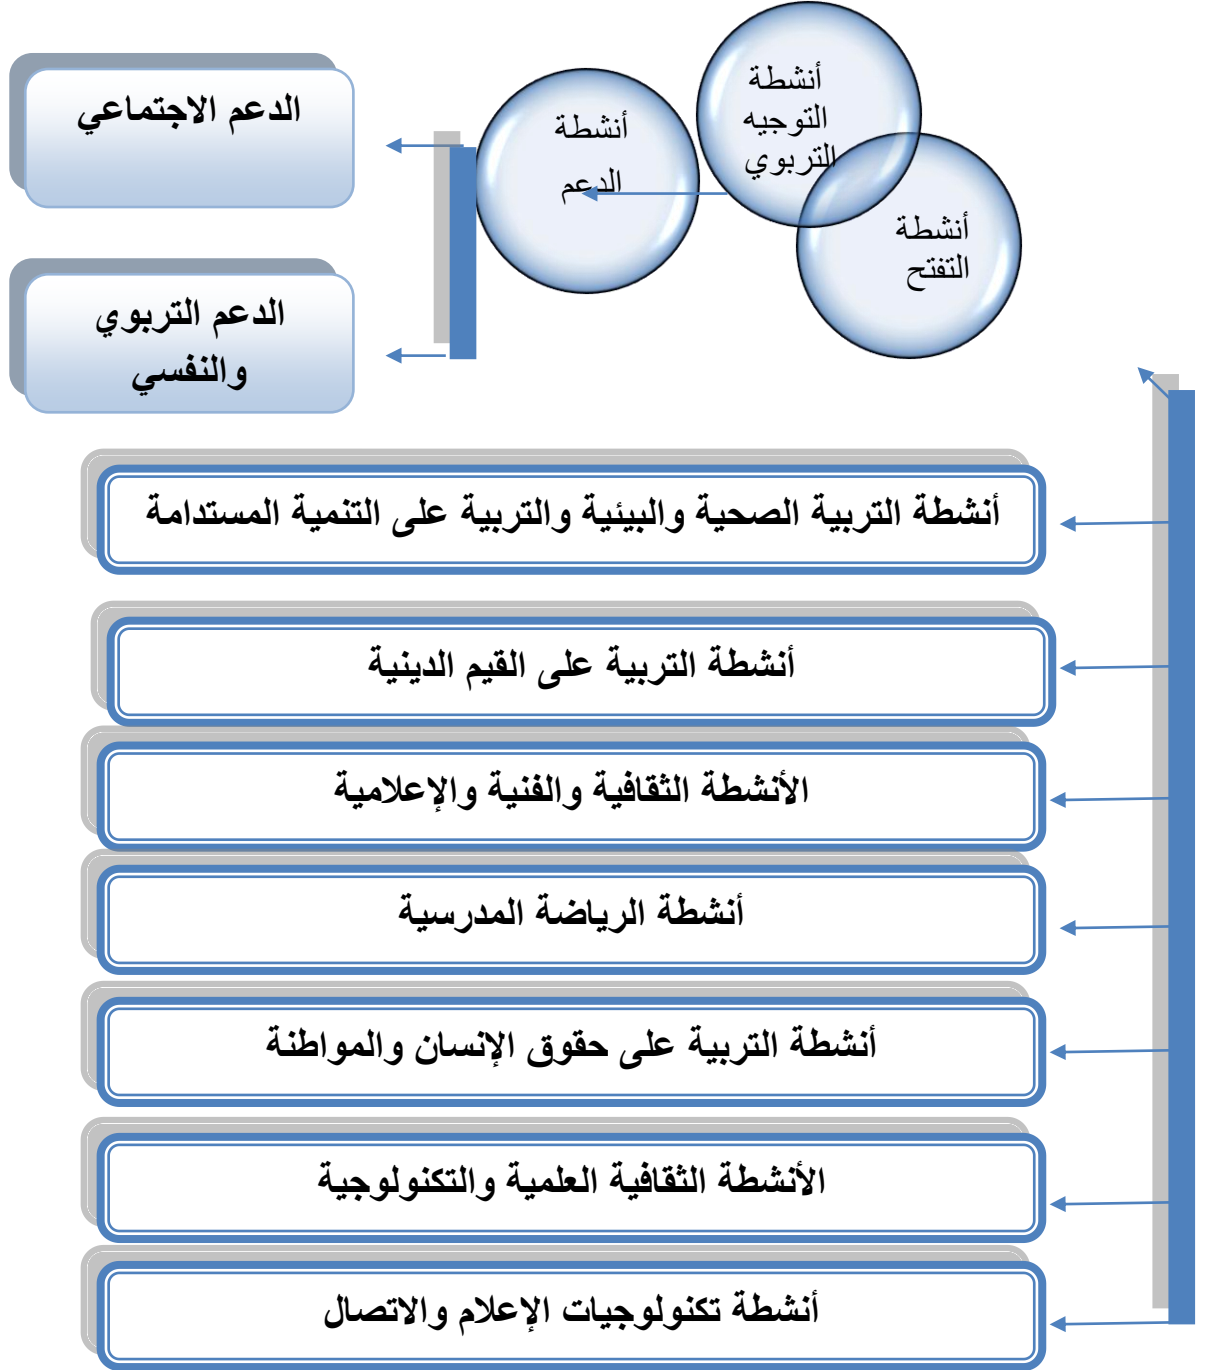 أنشطة
التوجيه
التربوي
أنشطة
التفتح
أنشطة
الدعم
الدعم الاجتماعي
الدعم التربوي
والنفسي
أنشطة التربية الصحية والبيئية والتربية على التنمية المستدامة
أنشطة التربية على القيم الدينية
الأنشطة الثقافية والفنية والإعلامية
أنشطة الرياضة المدرسية
أنشطة التربية على حقوق الإنسان والمواطنة
الأنشطة الثقافية العلمية والتكنولوجية
أنشطة تكنولوجيات الإعلام والاتصال